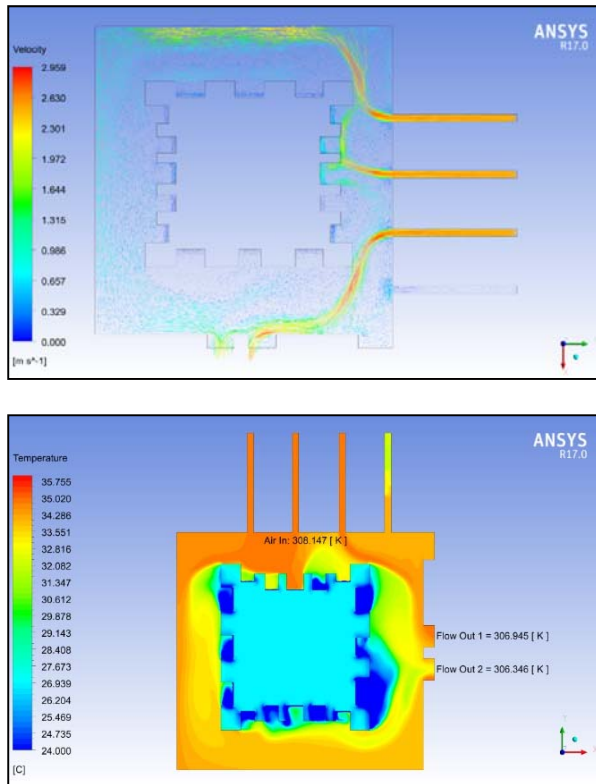 ANSYS
R17.0
Velocity
2.959
2.630
2.301
1.972
1.644
1.315
0.986
0.657
0.329
0.000
[m s^-1]
ANSYS
R17.0
Temperature
35.755
35.020
34.286
33.551
32.816
32.082
31.347
30.612
29.878
29.143
28.408
27.673
26.939
26.204
25.469
24.735
24.000
[C]
Air In: 308.147 [ K ]
Flow Out 1 = 306.945 [ K ]
Flow Out 2 = 306.346 [ K ]